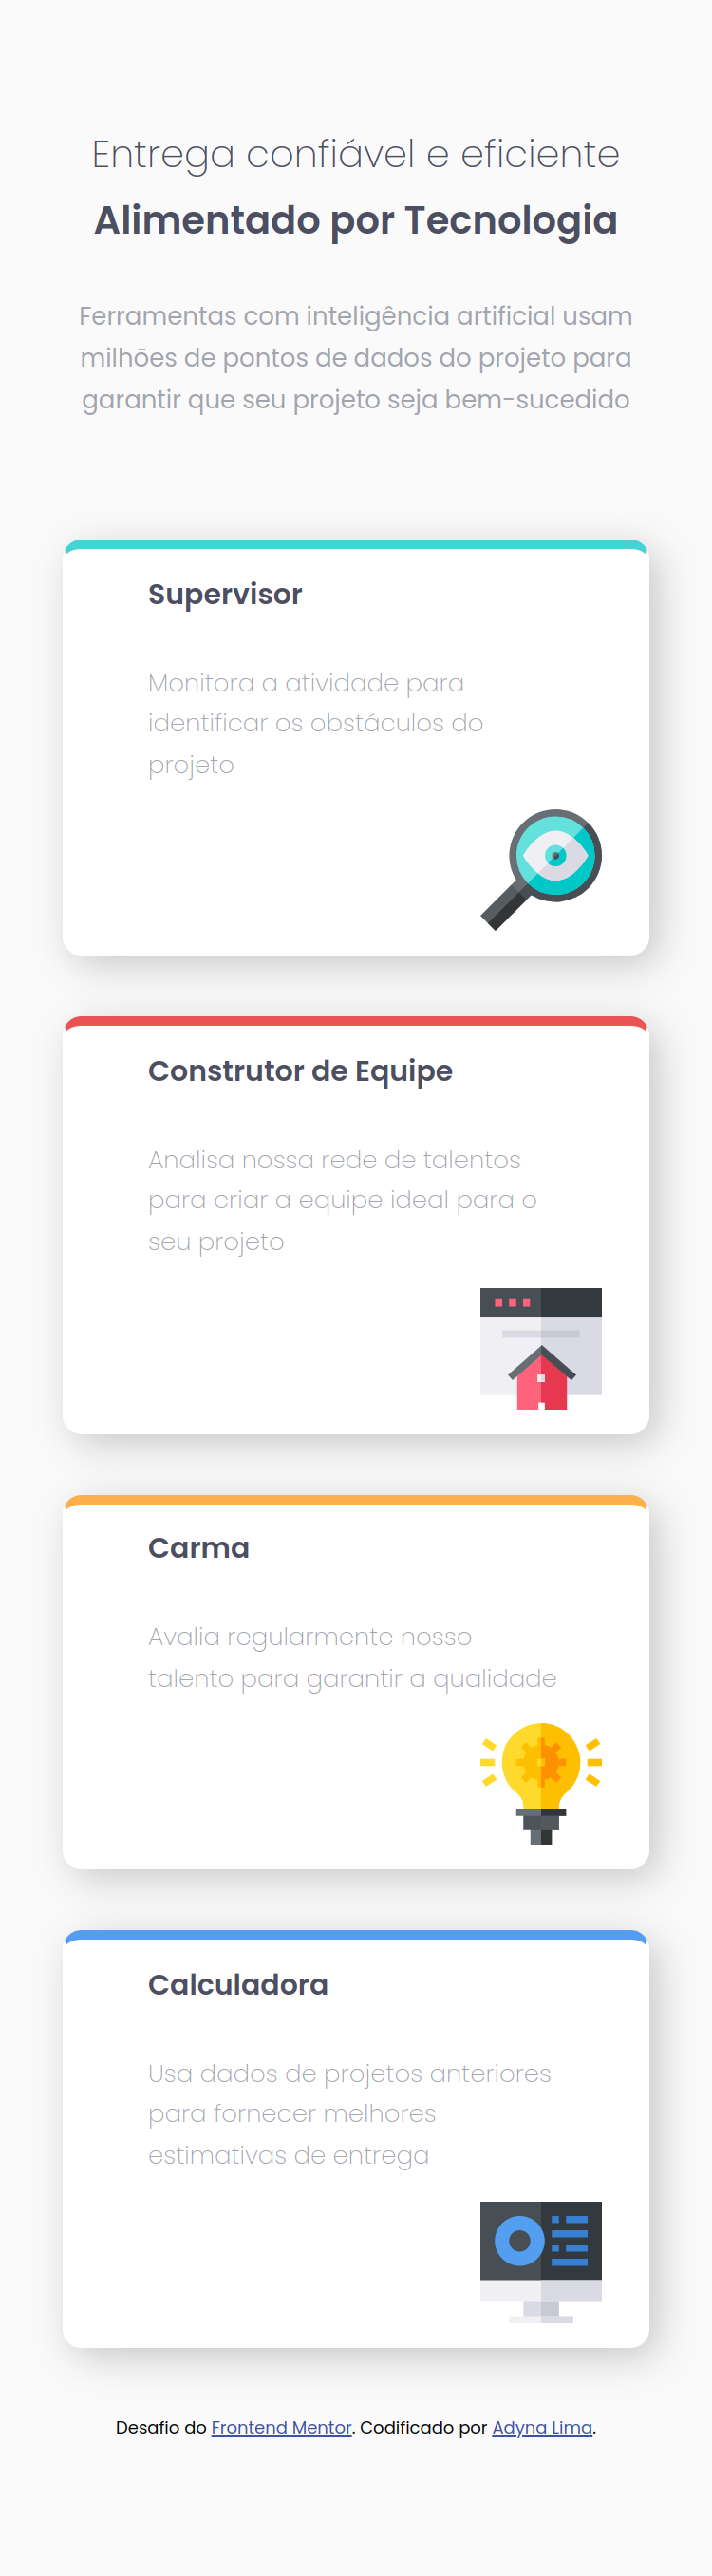 Entrega confiável e eficiente
Alimentado por Tecnologia
Ferramentas com inteligência artificial usam
milhões de pontos de dados do projeto para
garantir que seu projeto seja bem-sucedido
Supervisor
Monitora a atividade para
identificar os obstáculos do
projeto
Construtor de Equipe
Analisa nossa rede de talentos
para criar a equipe ideal para o
seu projeto
Carma
Avalia regularmente nosso
talento para garantir a qualidade
Calculadora
Usa dados de projetos anteriores
para fornecer melhores
estimativas de entrega
Desafio do Frontend Mentor. Codificado por Adyna Lima.